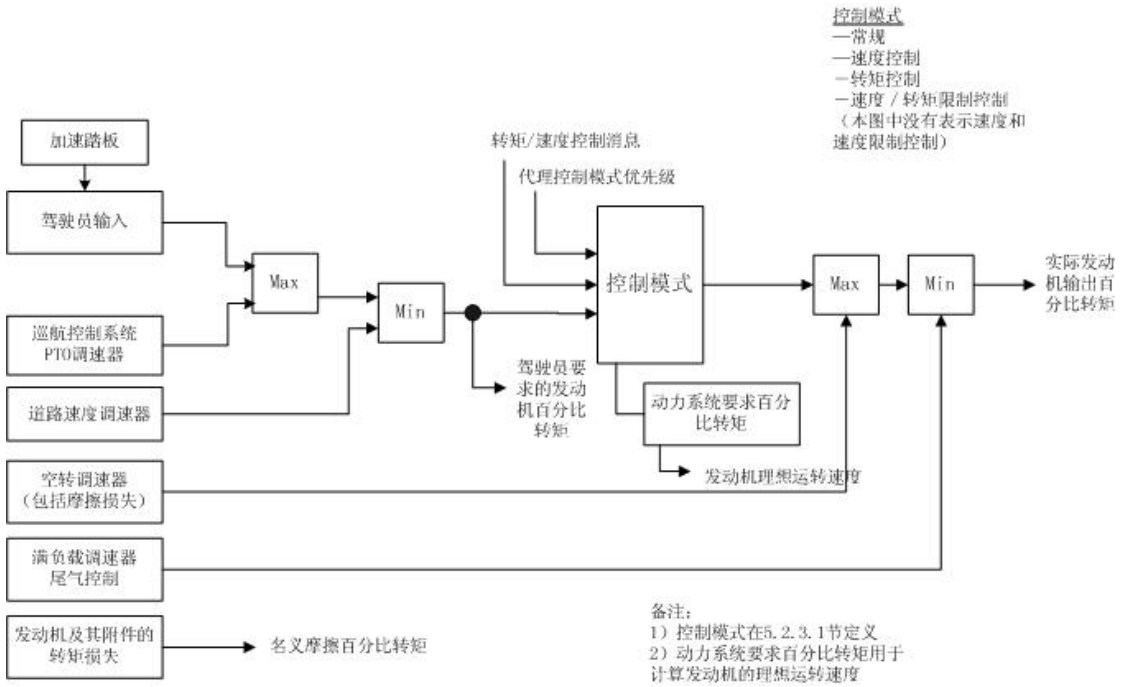 控制模式
—常规
—速度控制
－转矩控制
－速度／转矩限制控制
（本图中没有表示速度和
速度限制控制）
加速踏板
驾驶员输入
转矩/速度控制消息
代理控制模式优先级
Max
Min
控制模式
Max
Min
实际发动
机输出百
分比转矩
巡航控制系统
PTO调速器
驾驶员要
求的发动
机百分比
转矩
道路速度调速器
动力系统要求百分
比转矩
发动机理想运转速度
空转调速器
（包括摩擦损失）
满负载调速器
尾气控制
发动机及其附件的
转矩损失
名义摩擦百分比转矩
备注：
1）控制模式在5.2.3.1节定义
2）动力系统要求百分比转矩用于
计算发动机的理想运转速度